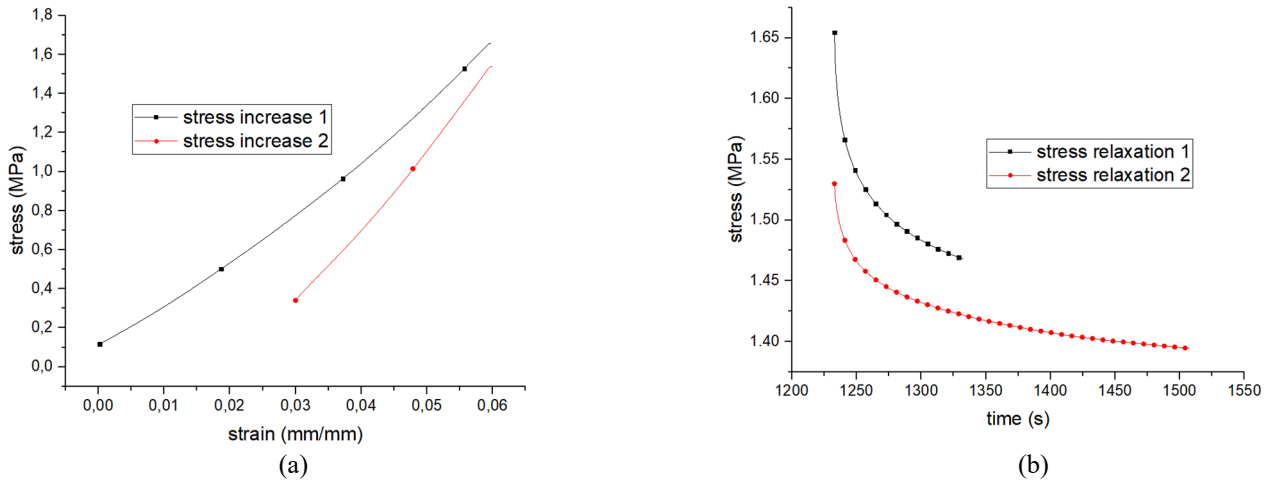 1,8
1,6
1,4
1,2
1,0
0,8
0,6
0,4
0,2
0,0
stress (MPa)
stress increase 1
stress increase 2
0,00 0,01 0,02 0,03 0,04 0,05 0,06
strain (mm/mm)
(a)
1.65
1.60
1.55
1.50
1.45
1.40
stress (MPa)
stress relaxation 1
stress relaxation 2
1200 1250 1300 1350 1400 1450 1500 1550
time (s)
(b)